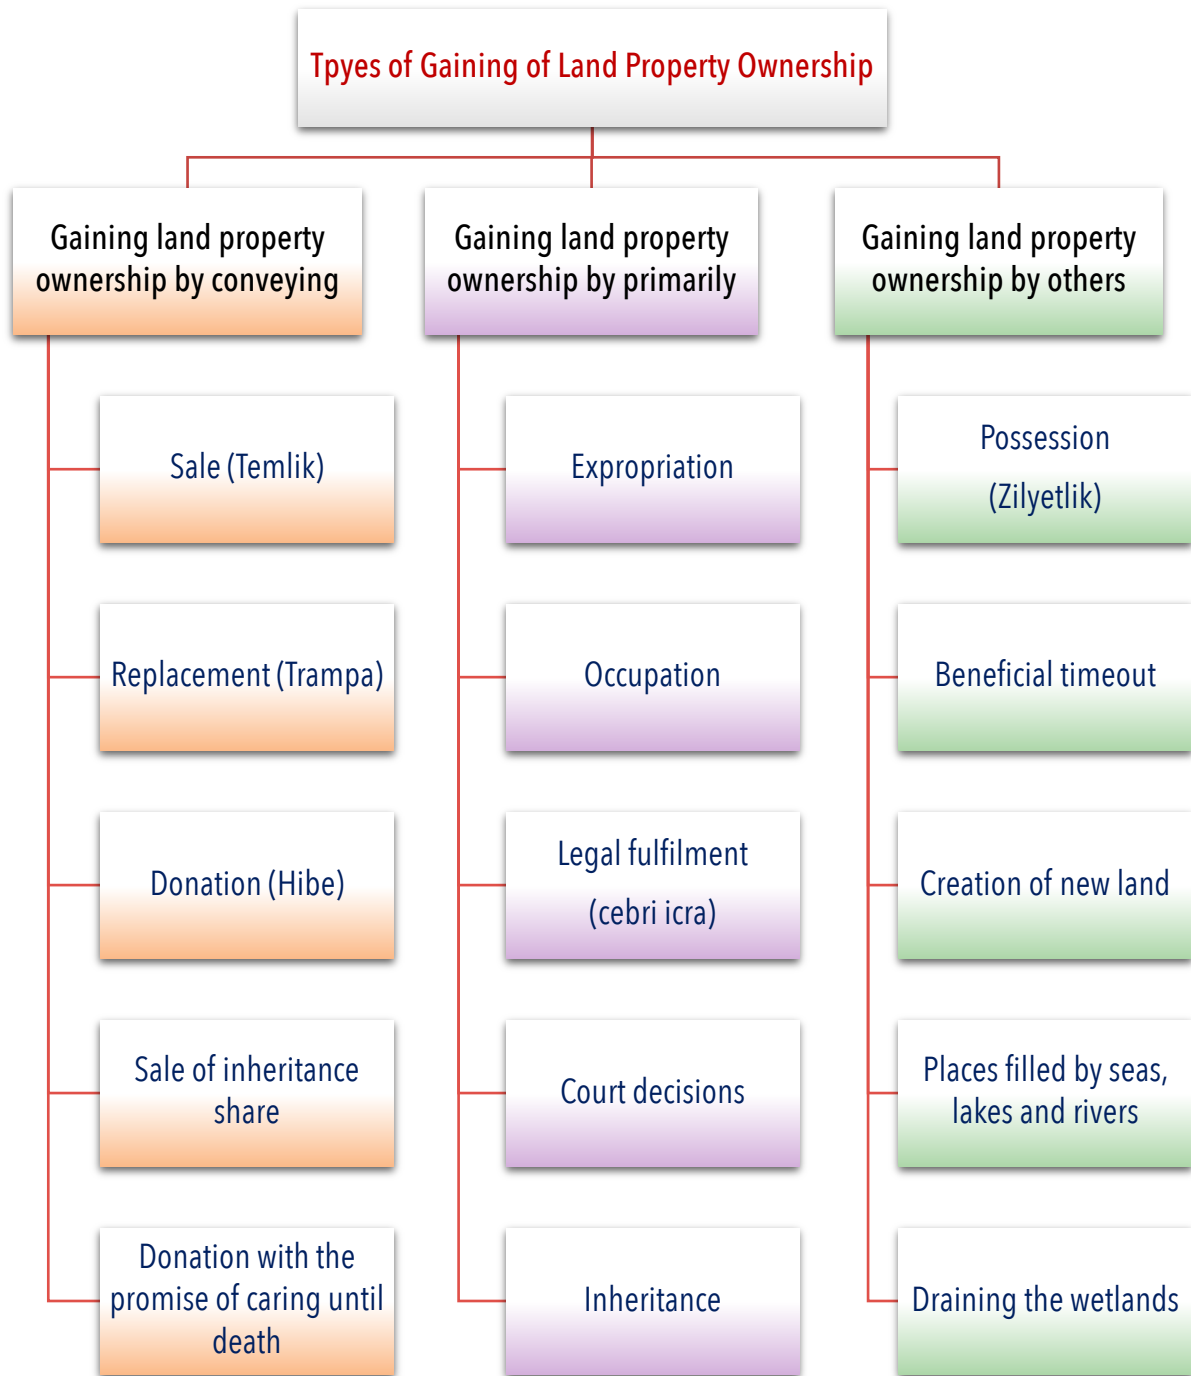 Tpyes of Gaining of Land Property Ownership
Gaining land property
ownership by conveying
Sale (Temlik)
Replacement (Trampa)
Donation (Hibe)
Sale of inheritance
share
Donation with the
promise of caring until
death
Gaining land property
ownership by primarily
Expropriation
Occupation
Legal fulfilment
(cebri icra)
Court decisions
Inheritance
Gaining land property
ownership by others
Possession
(Zilyetlik)
Beneficial timeout
Creation of new land
Places filled by seas,
lakes and rivers
Draining the wetlands